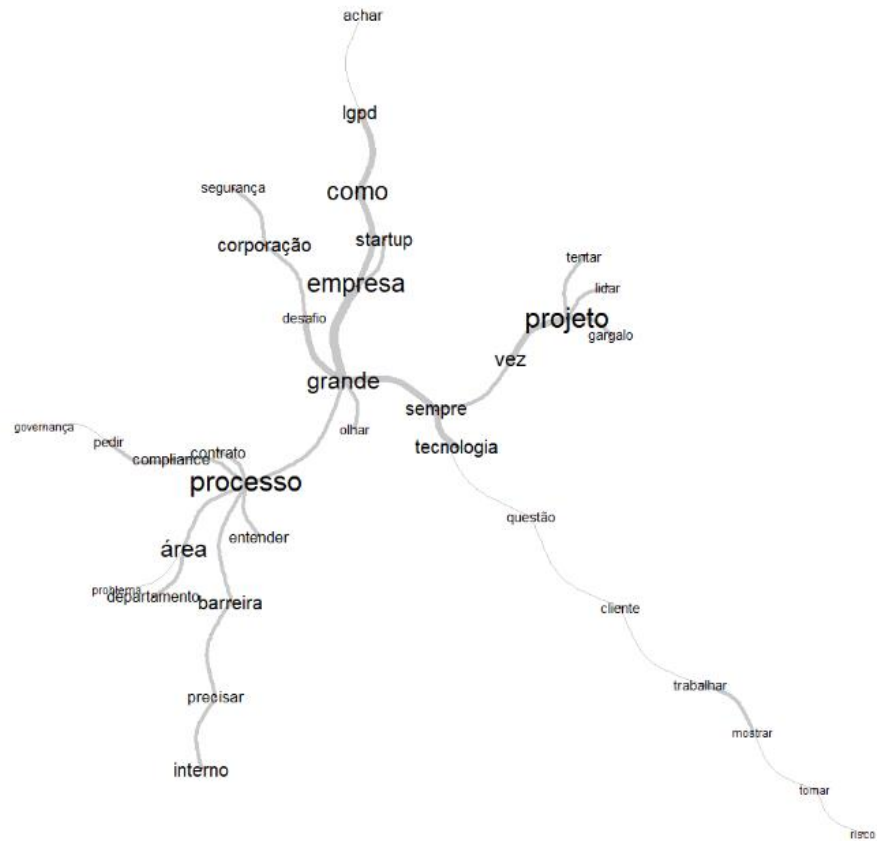 achar
lgpd
segurança
como
corporação
startup
tentar
empresa
lidar
desafio
projeto
gargalo
vez
grande
sempre
governança
olhar
pedir
tecnologia
contrato
compliance
processo
questão
entender
área
problema
departamento
barreira
cliente
trabalhar
precisar
mostrar
interno
tomar
risco